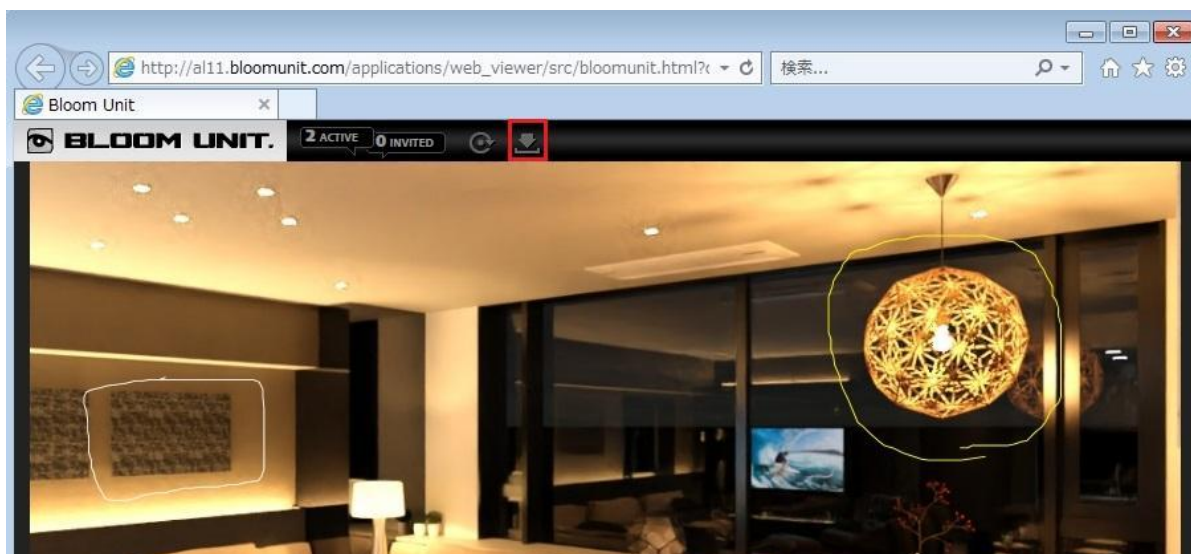 http://al11.bloomunit.com/applications/web_viewer/src/bloomunit.html?c
検索...
Bloom Unit
BLOOM UNIT.
2 ACTIVE
0 INVITED